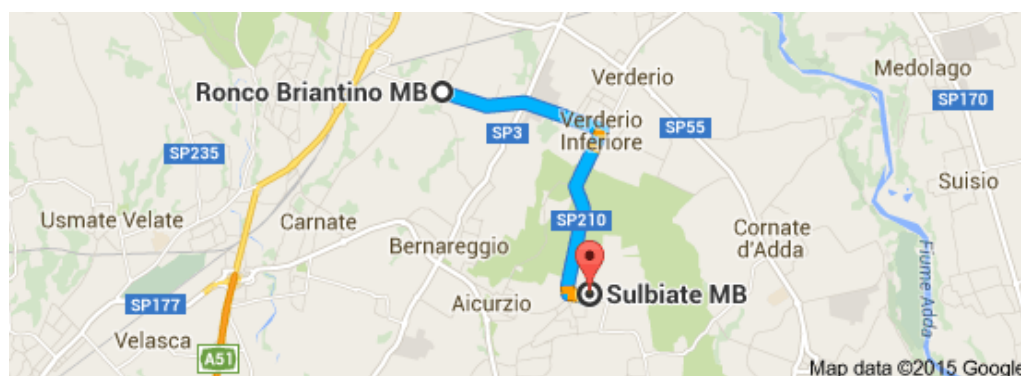 Medolago
Verderio
Ronco Briantino MB
SP170
Verderio
Inferiore
SP3
SP55
SP235
Suisio
Usmate Velate
Carnate
SP210
Cornate
d'Adda
Bernareggio
Fiume Adda
Sulbiate MB
Aicurzio
SP177
Velasca
A51
Map data ©2015 Google